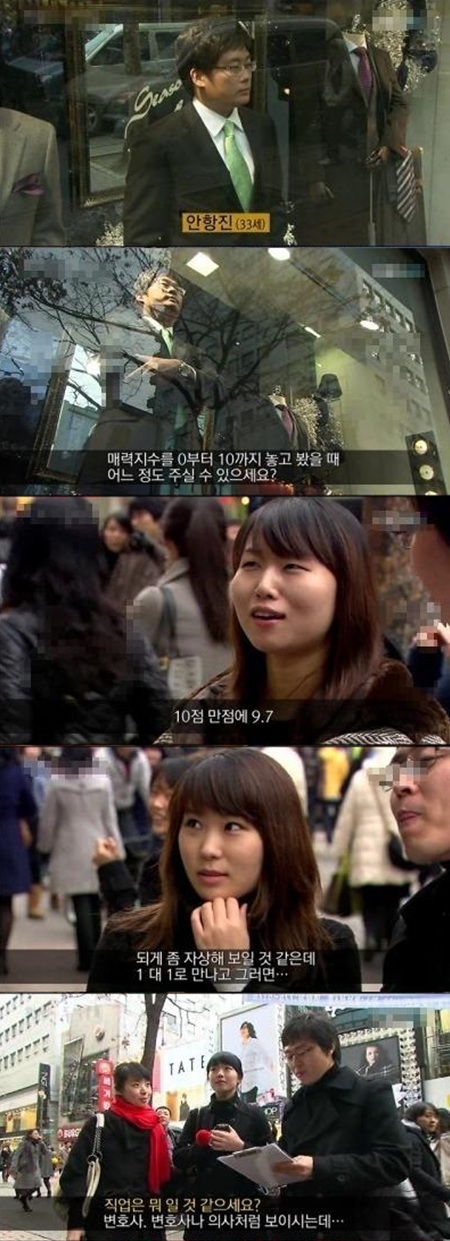 안황진 (33세)
매력지수를 0부터 10까지 놓고 봤을 때
어느 정도 주실 수 있으세요?
10점 만점에 9.7
되게 좀 자상해 보일 것 같은데
1 대 1로 만나고 그러면…
TATE
직업은 뭐 일 것 같으세요?
변호사. 변호사나 의사처럼 보이시는데…